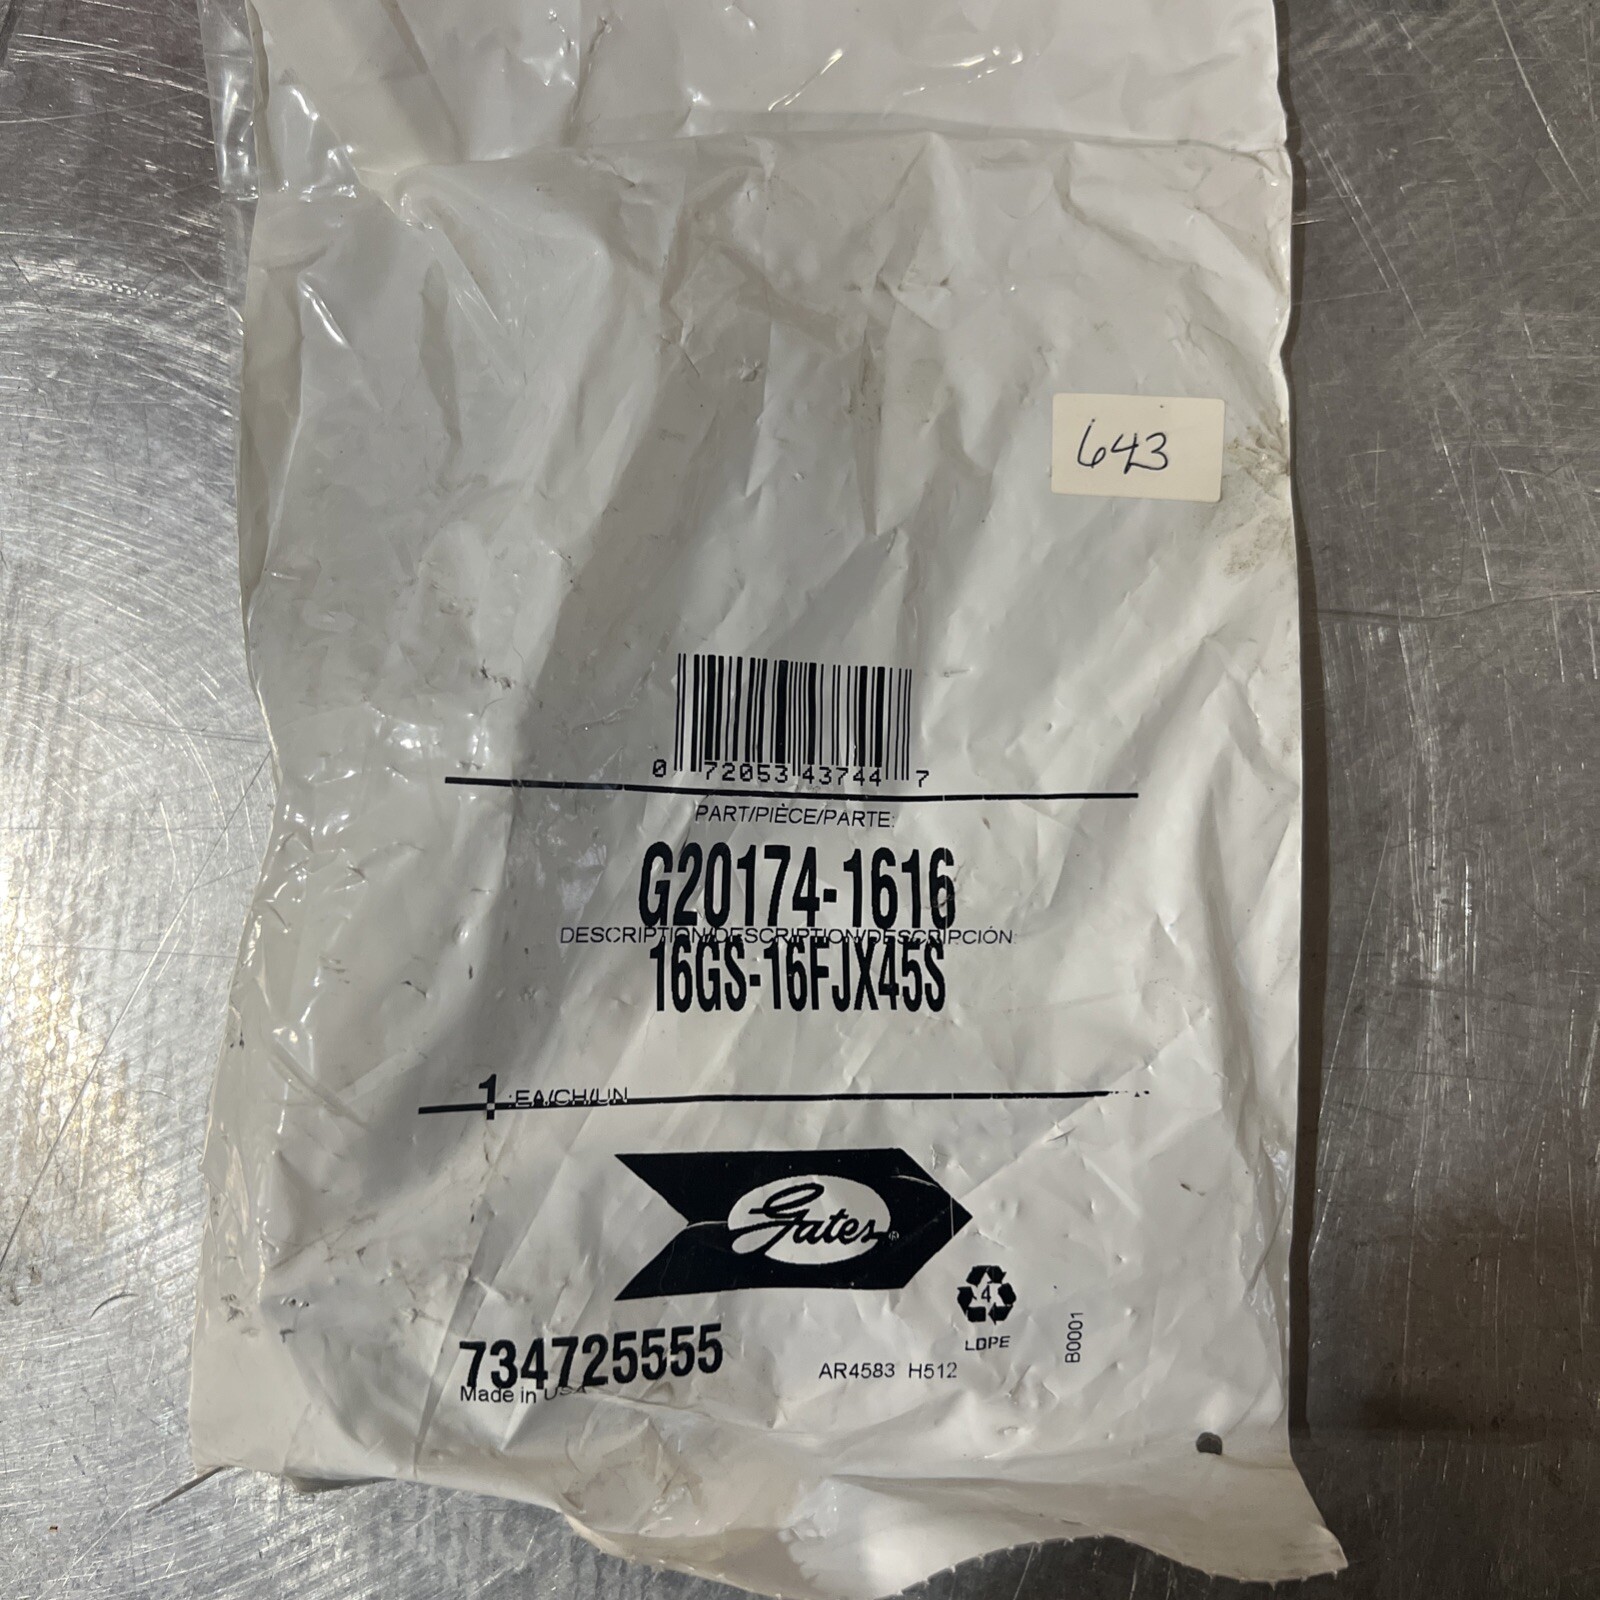 643
0 72053 43744 7
PART/PIÈCE/PARTE:
G20174-1616
DESCRIPTION/DESCRIPTION/DESCRIPCIÓN:
16GS-16FJX45S
1 :EA/CH/UN
Gates®
4
LDPE
B0001
734725555
AR4583 H512
Made in USA